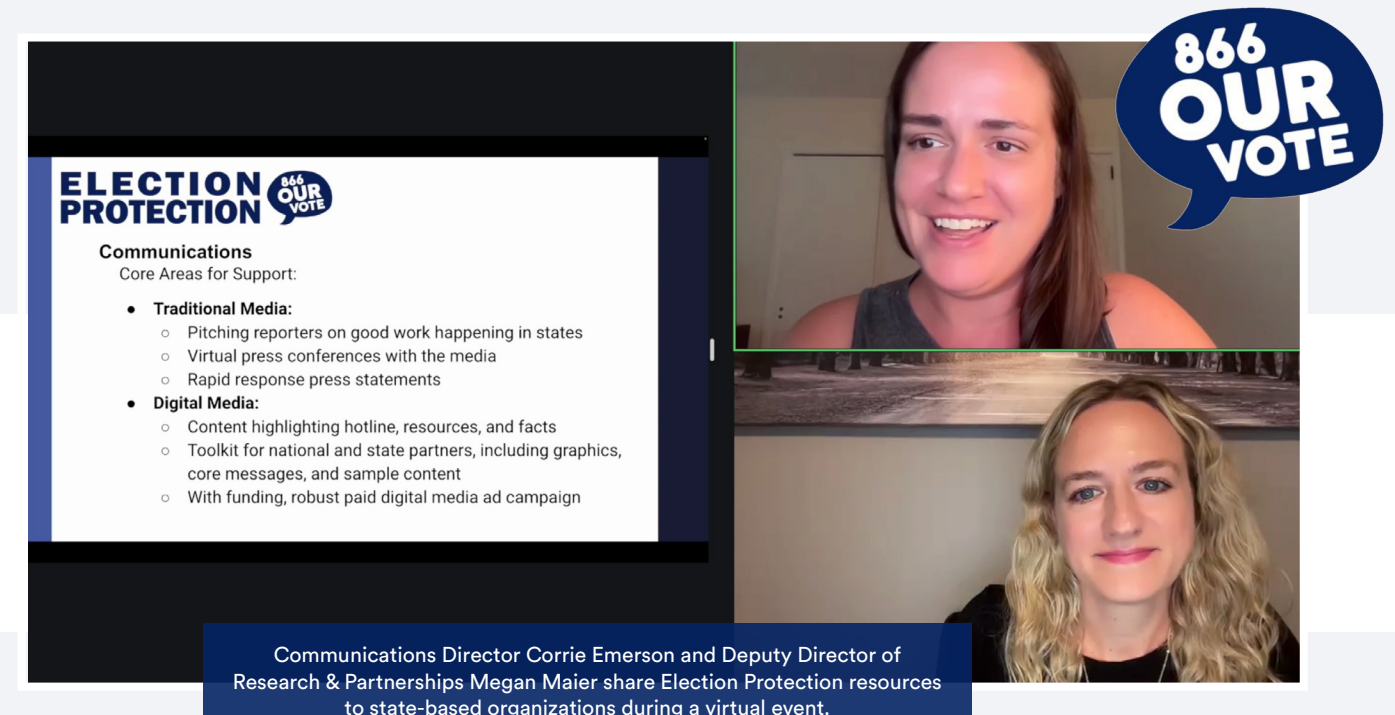 866
OUR
VOTE
ELECTION
PROTECTION
866
OUR
VOTE
Communications
Core Areas for Support:
● Traditional Media:
○ Pitching reporters on good work happening in states
○ Virtual press conferences with the media
○ Rapid response press statements
● Digital Media:
○ Content highlighting hotline, resources, and facts
○ Toolkit for national and state partners, including graphics,
core messages, and sample content
○ With funding, robust paid digital media ad campaign
Communications Director Corrie Emerson and Deputy Director of
Research & Partnerships Megan Maier share Election Protection resources
to state-based organizations during a virtual event.